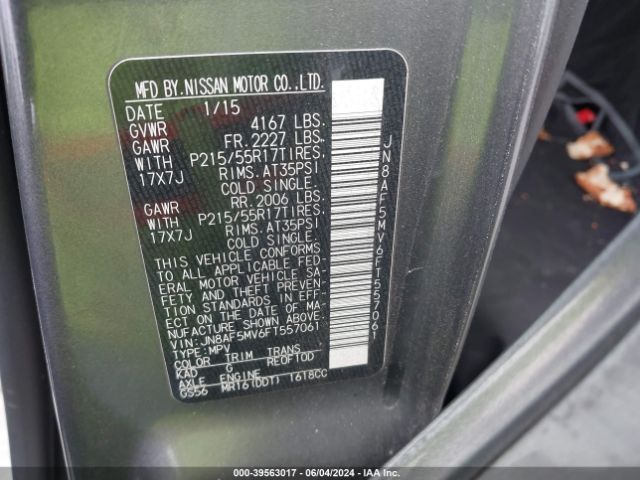 MFD BY.NISSAN MOTOR CO.,LTD.
DATE 1/15
GVWR 4167 LBS.
GAWR FR.2227 LBS.
WITH P215/55R17TIRES.
17X7J RIMS.AT35PSI
COLD SINGLE.
GAWR RR.2006 LBS.
WITH P215/55R17TIRES.
17X7J RIMS.AT35PSI
COLD SINGLE.
THIS VEHICLE CONFORMS
TO ALL APPLICABLE FED-
ERAL MOTOR VEHICLE SA-
FETY AND THEFT PREVEN
TION STANDARDS IN EFF-
ECT ON THE DATE OF MA-
NUFACTURE SHOWN ABOVE.
VIN:JN8AF5MV6FT557061
TYPE:MPV
COLOR TRIM TRANS
KAD G RE0F10D
AXLE ENGINE
GS56 MR16(DDT) 1618CC
JN8AF5MV6FT557061
000-39563017 - 06/04/2024 - IAA Inc.